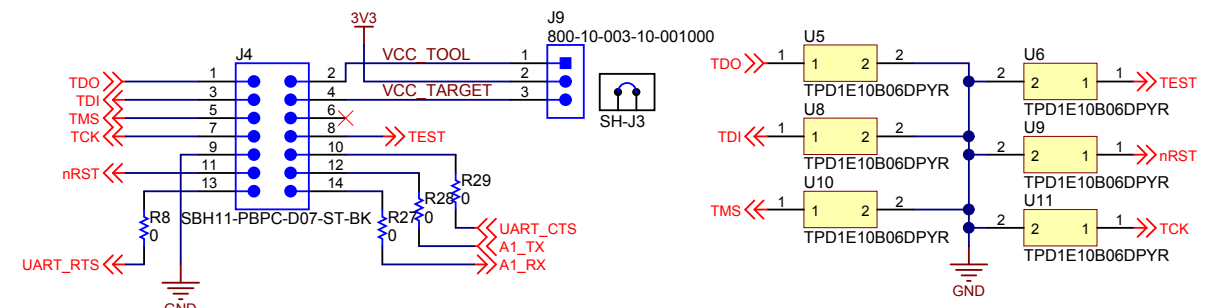 J4
3V3
J9
800-10-003-10-001000
VCC_TOOL
VCC_TARGET
1
2
3
SH-J3
TDO
TDI
TMS
TCK
nRST
1
3
5
7
9
11
13
2
4
6
8
10
12
14
TEST
SBH11-PBPC-D07-ST-BK
R8
0
R27
0
R28
0
R29
0
UART_RTS
UART_CTS
A1_TX
A1_RX
GND
U5
TDO 1 1 2 2
TPD1E10B06DPYR
U8
TDI 1 1 2 2
TPD1E10B06DPYR
U10
TMS 1 1 2 2
TPD1E10B06DPYR
U6
2 2 1 1 TEST
TPD1E10B06DPYR
U9
2 2 1 1 nRST
TPD1E10B06DPYR
U11
2 2 1 1 TCK
TPD1E10B06DPYR
GND